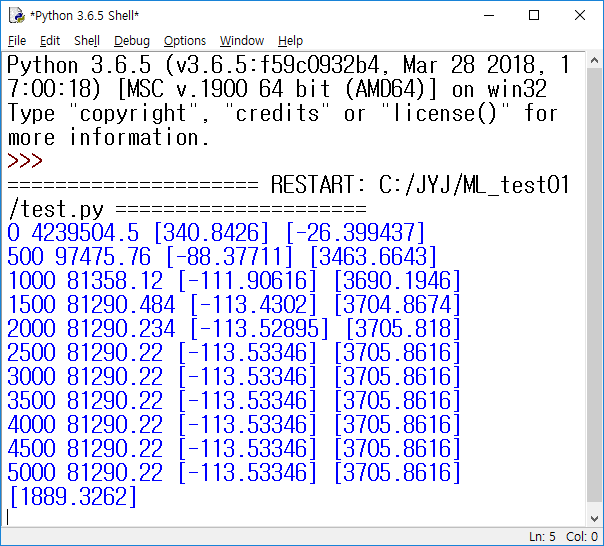 *Python 3.6.5 Shell*
File Edit Shell Debug Options Window Help
Python 3.6.5 (v3.6.5:f59c0932b4, Mar 28 2018, 1
7:00:18) [MSC v.1900 64 bit (AMD64)] on win32
Type "copyright", "credits" or "license()" for
more information.
>>>
===================== RESTART: C:/JYJ/ML_test01
/test.py =====================
0 4239504.5 [340.8426] [-26.399437]
500 97475.76 [-88.37711] [3463.6643]
1000 81358.12 [-111.90616] [3690.1946]
1500 81290.484 [-113.4302] [3704.8674]
2000 81290.234 [-113.52895] [3705.818]
2500 81290.22 [-113.53346] [3705.8616]
3000 81290.22 [-113.53346] [3705.8616]
3500 81290.22 [-113.53346] [3705.8616]
4000 81290.22 [-113.53346] [3705.8616]
4500 81290.22 [-113.53346] [3705.8616]
5000 81290.22 [-113.53346] [3705.8616]
[1889.3262]
Ln: 5 Col: 0